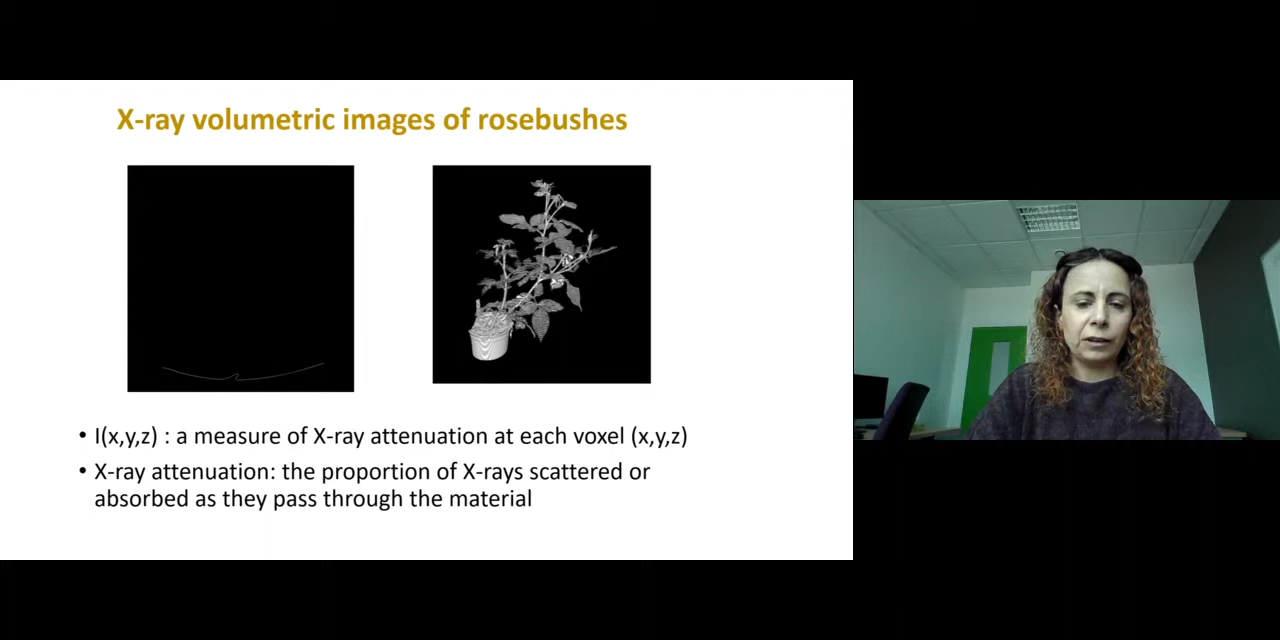 X-ray volumetric images of rosebushes
• I(x,y,z) : a measure of X-ray attenuation at each voxel (x,y,z)
• X-ray attenuation: the proportion of X-rays scattered or
absorbed as they pass through the material